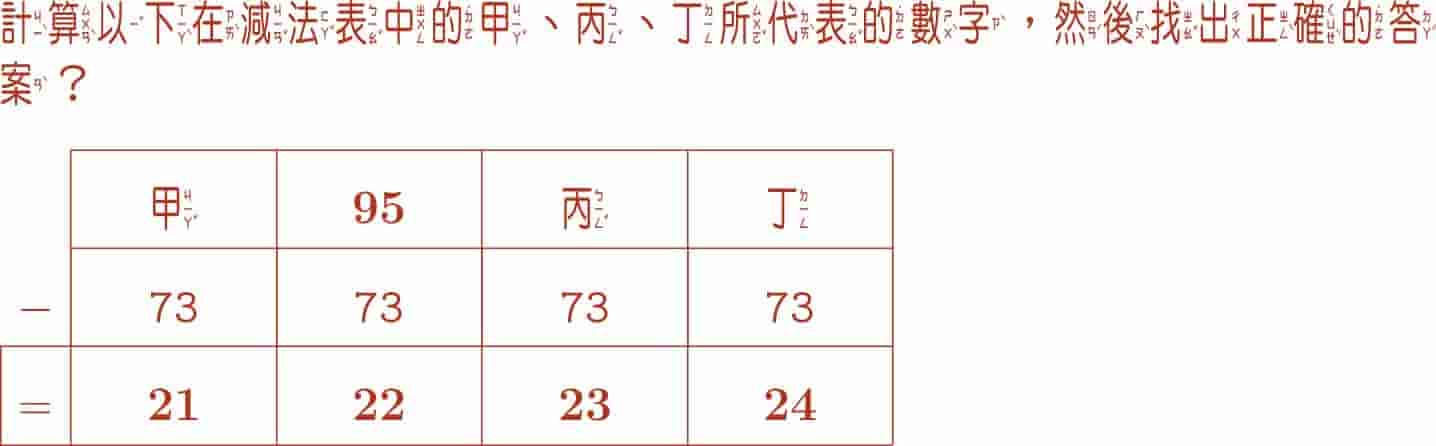 計算以下在減法表中的甲、丙、丁所代表的數字，然後找出正確的答
案？
甲 95 丙 丁
− 73 73 73 73
= 21 22 23 24